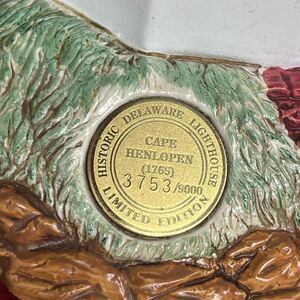 HISTORIC DELAWARE LIGHTHOUSE
CAPE
HENLOPEN
(1765)
3753/9000
LIMITED EDITION